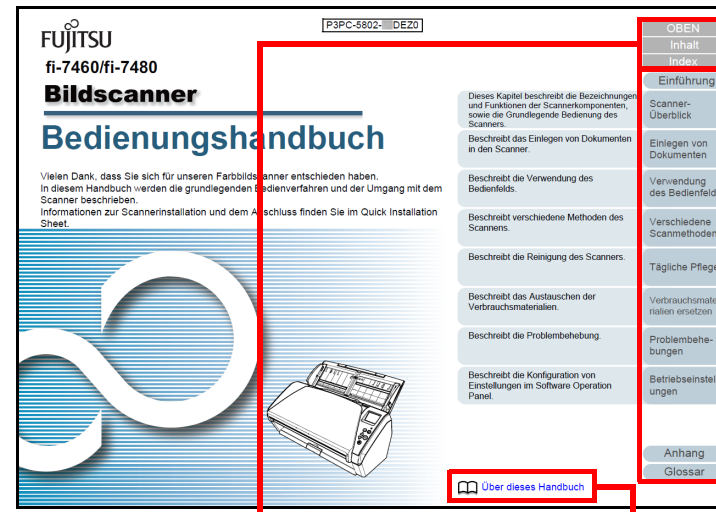 P3PC-5802- DEZ0
FUJITSU
fi-7460/fi-7480
Bildscanner
Bedienungshandbuch
Vielen Dank, dass Sie sich für unseren Farbbildscanner entschieden haben.
In diesem Handbuch werden die grundlegenden Bedienverfahren und der Umgang mit dem
Scanner beschrieben.
Informationen zur Scannerinstallation und dem Anschluss finden Sie im Quick Installation
Sheet.
OBEN
Inhalt
Index
Einführung
Dieses Kapitel beschreibt die Bezeichnungen
und Funktionen der Scannerkomponenten,
sowie die Grundlegende Bedienung des
Scanners.
Scanner-
Überblick
Beschreibt das Einlegen von Dokumenten
in den Scanner.
Einlegen von
Dokumenten
Beschreibt die Verwendung des
Bedienfelds.
Verwendung
des Bedienfeld
Beschreibt verschiedene Methoden des
Scannens.
Verschiedene
Scanmethoden
Beschreibt die Reinigung des Scanners.
Tägliche Pflege
Beschreibt das Austauschen der
Verbrauchsmaterialien.
Verbrauchsmate
rialien ersetzen
Beschreibt die Problembehebung.
Problembehe-
bungen
Beschreibt die Konfiguration von
Einstellungen im Software Operation
Panel.
Betriebseinstel
ungen
Anhang
Glossar
Über dieses Handbuch